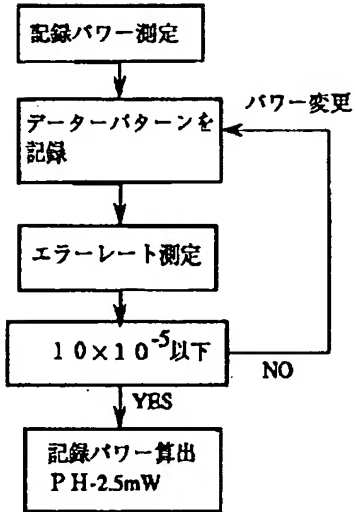 記録パワー測定
パワー変更
データーパターンを
記録
エラーレート測定
10×10⁻⁵以下
NO
YES
記録パワー算出
PH-2.5mW